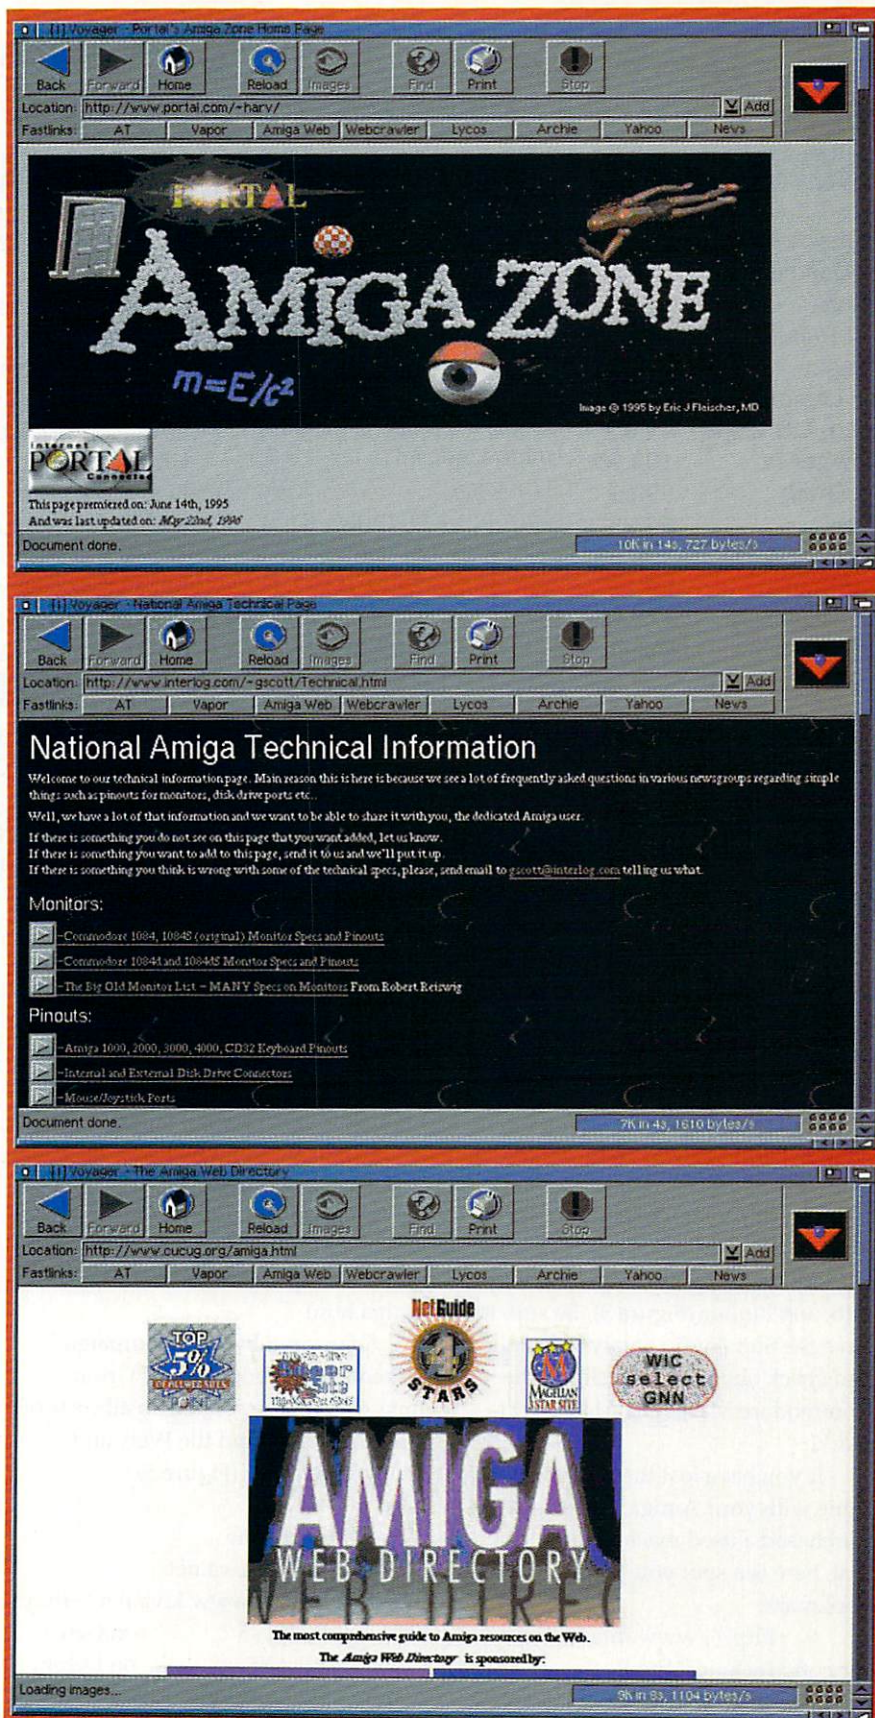 [1] Voyager - Portal's Amiga Zone Home Page
Back Forward Home Reload Images Find Print Stop
Location: http://www.portal.com/~harv/ Add
Fastlinks: AT Vapor Amiga Web Webcrawler Lycos Archie Yahoo News
PORTAL
AMIGA ZONE
m=E/c²
Image © 1995 by Eric J Fleischer, MD
internet
PORTAL
Connected
This page premiered on: June 14th, 1995
And was last updated on: May 22nd, 1996
Document done. 10K in 14s, 727 bytes/s
[1] Voyager - National Amiga Technical Page
Back Forward Home Reload Images Find Print Stop
Location: http://www.interlog.com/~gscott/Technical.html Add
Fastlinks: AT Vapor Amiga Web Webcrawler Lycos Archie Yahoo News
National Amiga Technical Information
Welcome to our technical information page. Main reason this is here is because we see a lot of frequently asked questions in various newsgroups regarding simple
things such as pinouts for monitors, disk drive ports etc..
Well, we have a lot of that information and we want to be able to share it with you, the dedicated Amiga user.
If there is something you do not see on this page that you want added, let us know.
If there is something you want to add to this page, send it to us and we'll put it up.
If there is something you think is wrong with some of the technical specs, please, send email to gscott@interlog.com telling us what.
Monitors:
-Commodore 1084, 1084S (original) Monitor Specs and Pinouts
-Commodore 1084d and 1084dS Monitor Specs and Pinouts
-The Big Old Monitor List - MANY Specs on Monitors From Robert Reiswig
Pinouts:
-Amiga 1000, 2000, 3000, 4000, CD32 Keyboard Pinouts
-Internal and External Disk Drive Connectors
-Mouse/Joystick Ports
Document done. 7K in 4s, 1610 bytes/s
[1] Voyager - The Amiga Web Directory
Back Forward Home Reload Images Find Print Stop
Location: http://www.cucug.org/amiga.html Add
Fastlinks: AT Vapor Amiga Web Webcrawler Lycos Archie Yahoo News
NetGuide
4
STARS
TOP
5%
OF ALL WEB SITES
Site
M
MAGELLAN
3 STAR SITE
WIC
select
GNN
AMIGA
WEB DIRECTORY
WEB DIREC
The most comprehensive guide to Amiga resources on the Web.
The Amiga Web Directory is sponsored by:
Loading images... 9K in 8s, 1104 bytes/s